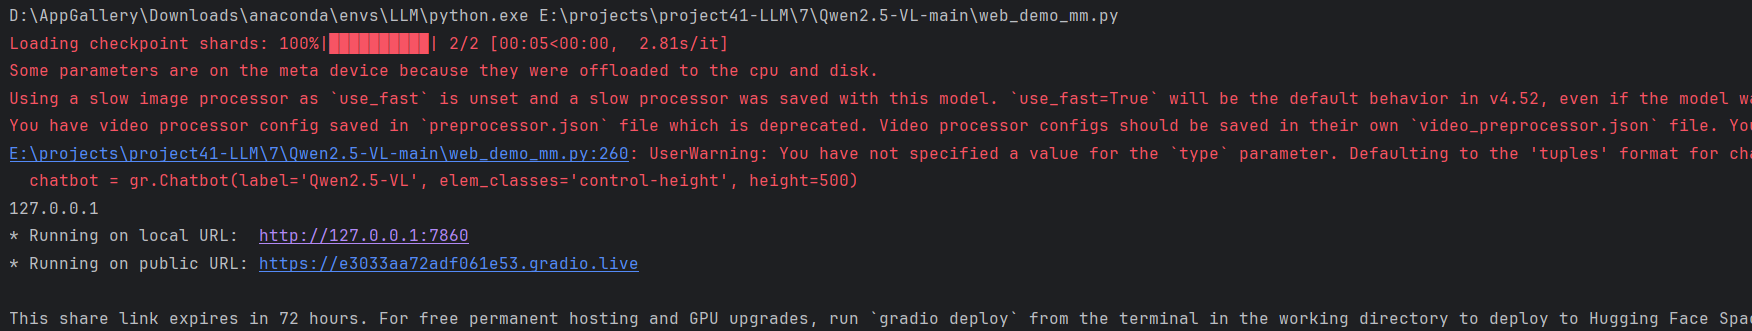 D:\AppGallery\Downloads\anaconda\envs\LLM\python.exe E:\projects\project41-LLM\7\Qwen2.5-VL-main\web_demo_mm.py
Loading checkpoint shards: 100%|██████████| 2/2 [00:05<00:00,  2.81s/it]
Some parameters are on the meta device because they were offloaded to the cpu and disk.
Using a slow image processor as `use_fast` is unset and a slow processor was saved with this model. `use_fast=True` will be the default behavior in v4.52, even if the model
You have video processor config saved in `preprocessor.json` file which is deprecated. Video processor configs should be saved in their own `video_preprocessor.json` file.
E:\projects\project41-LLM\7\Qwen2.5-VL-main\web_demo_mm.py:260: UserWarning: You have not specified a value for the `type` parameter. Defaulting to the 'tuples' format for
  chatbot = gr.Chatbot(label='Qwen2.5-VL', elem_classes='control-height', height=500)
127.0.0.1
* Running on local URL:  http://127.0.0.1:7860
* Running on public URL: https://e3033aa72adf061e53.gradio.live
This share link expires in 72 hours. For free permanent hosting and GPU upgrades, run `gradio deploy` from the terminal in the working directory to deploy to Hugging Face